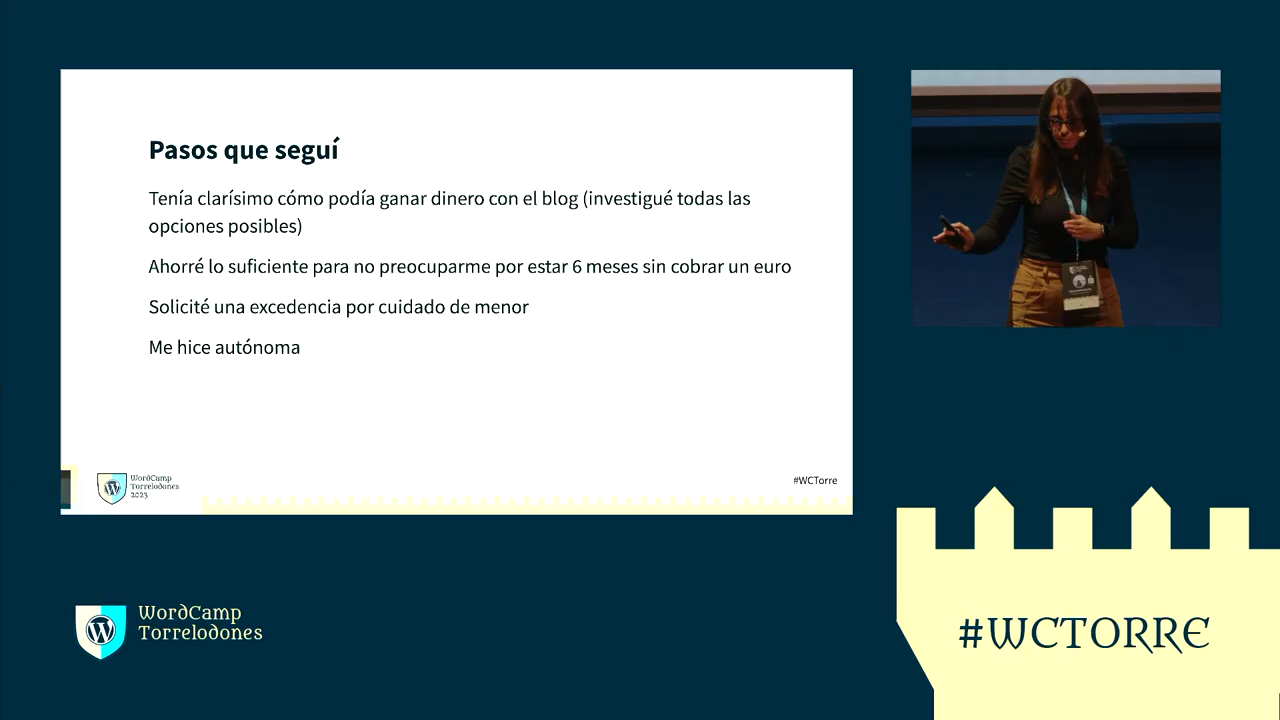 Pasos que seguí
Tenía clarísimo cómo podía ganar dinero con el blog (investigué todas las
opciones posibles)
Ahorré lo suficiente para no preocuparme por estar 6 meses sin cobrar un euro
Solicité una excedencia por cuidado de menor
Me hice autónoma
WordCamp
Torrelodones
2023
#WCTorre
WordCamp
Torrelodones
#WCTORRE